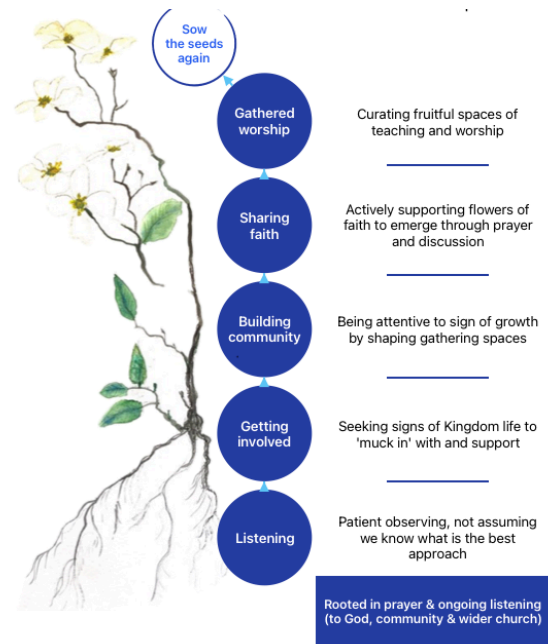 Sow
the seeds
again
Gathered
worship
Curating fruitful spaces of
teaching and worship
Sharing
faith
Actively supporting flowers of
faith to emerge through prayer
and discussion
Building
community
Being attentive to sign of growth
by shaping gathering spaces
Getting
involved
Seeking signs of Kingdom life to
'muck in' with and support
Listening
Patient observing, not assuming
we know what is the best
approach
Rooted in prayer & ongoing listening
(to God, community & wider church)